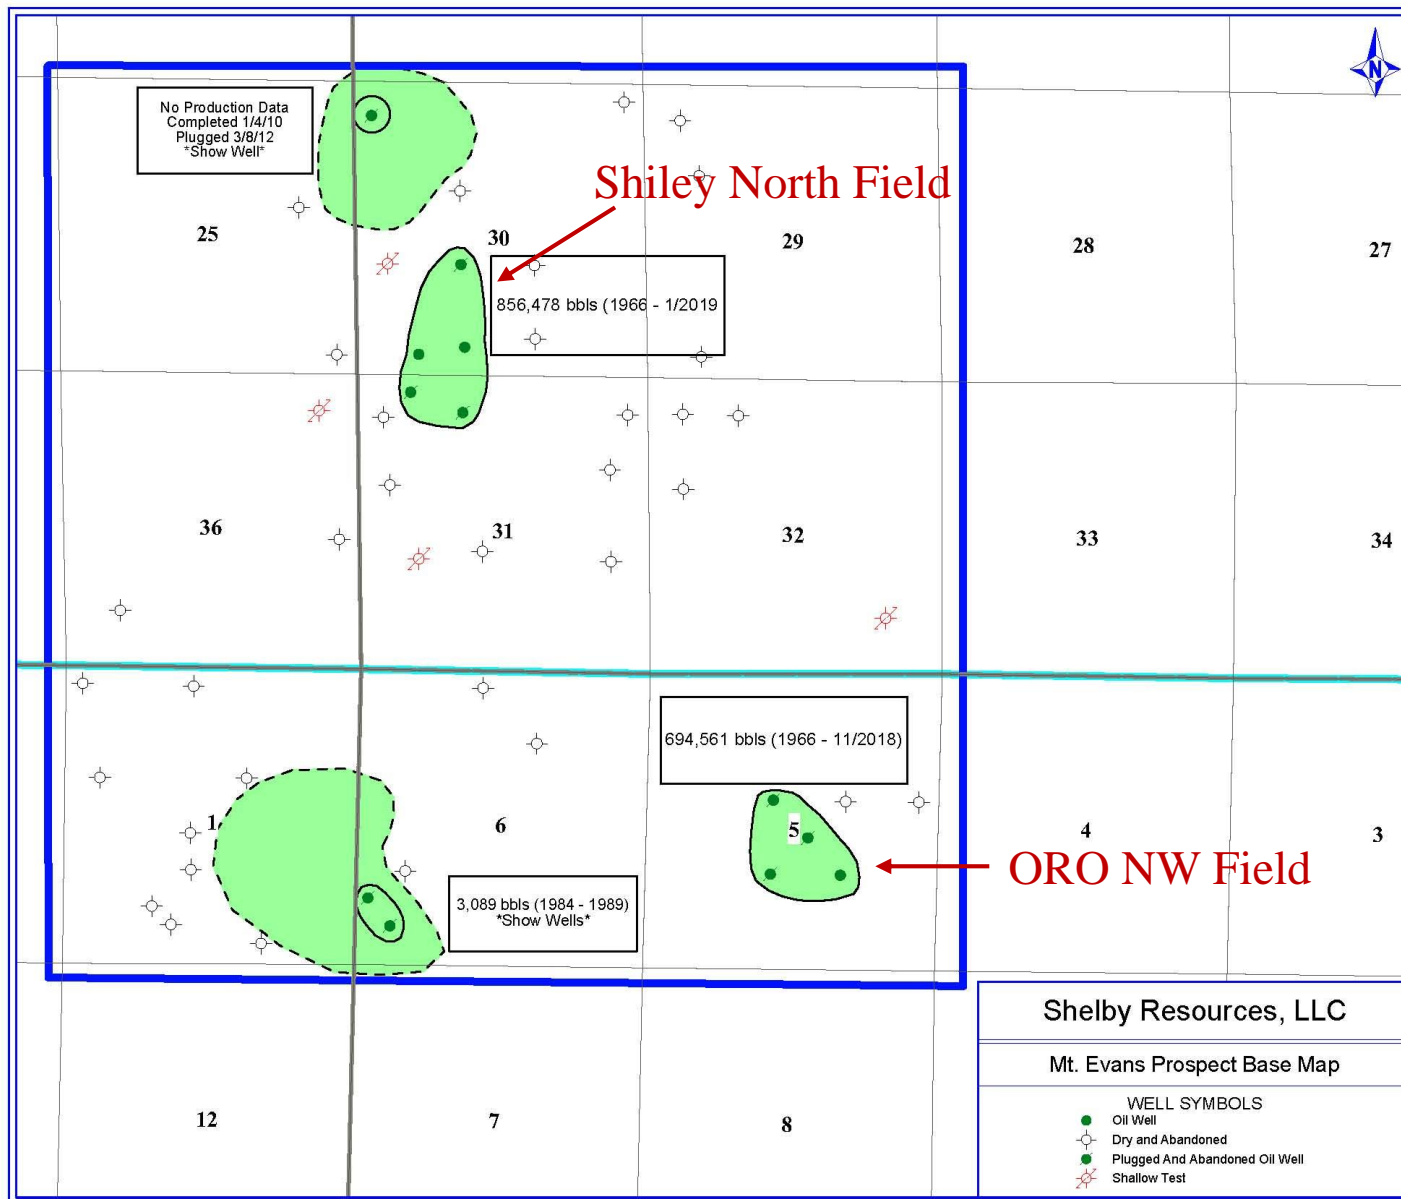 N
No Production Data
Completed 1/4/10
Plugged 3/8/12
*Show Well*
Shiley North Field
25
30
29
28
27
856,478 bbls (1966 - 1/2019
36
31
32
33
34
694,561 bbls (1966 - 11/2018)
1
6
5
4
3
ORO NW Field
3,089 bbls (1984 - 1989)
*Show Wells*
12
7
8
Shelby Resources, LLC
Mt. Evans Prospect Base Map
WELL SYMBOLS
Oil Well
Dry and Abandoned
Plugged And Abandoned Oil Well
Shallow Test